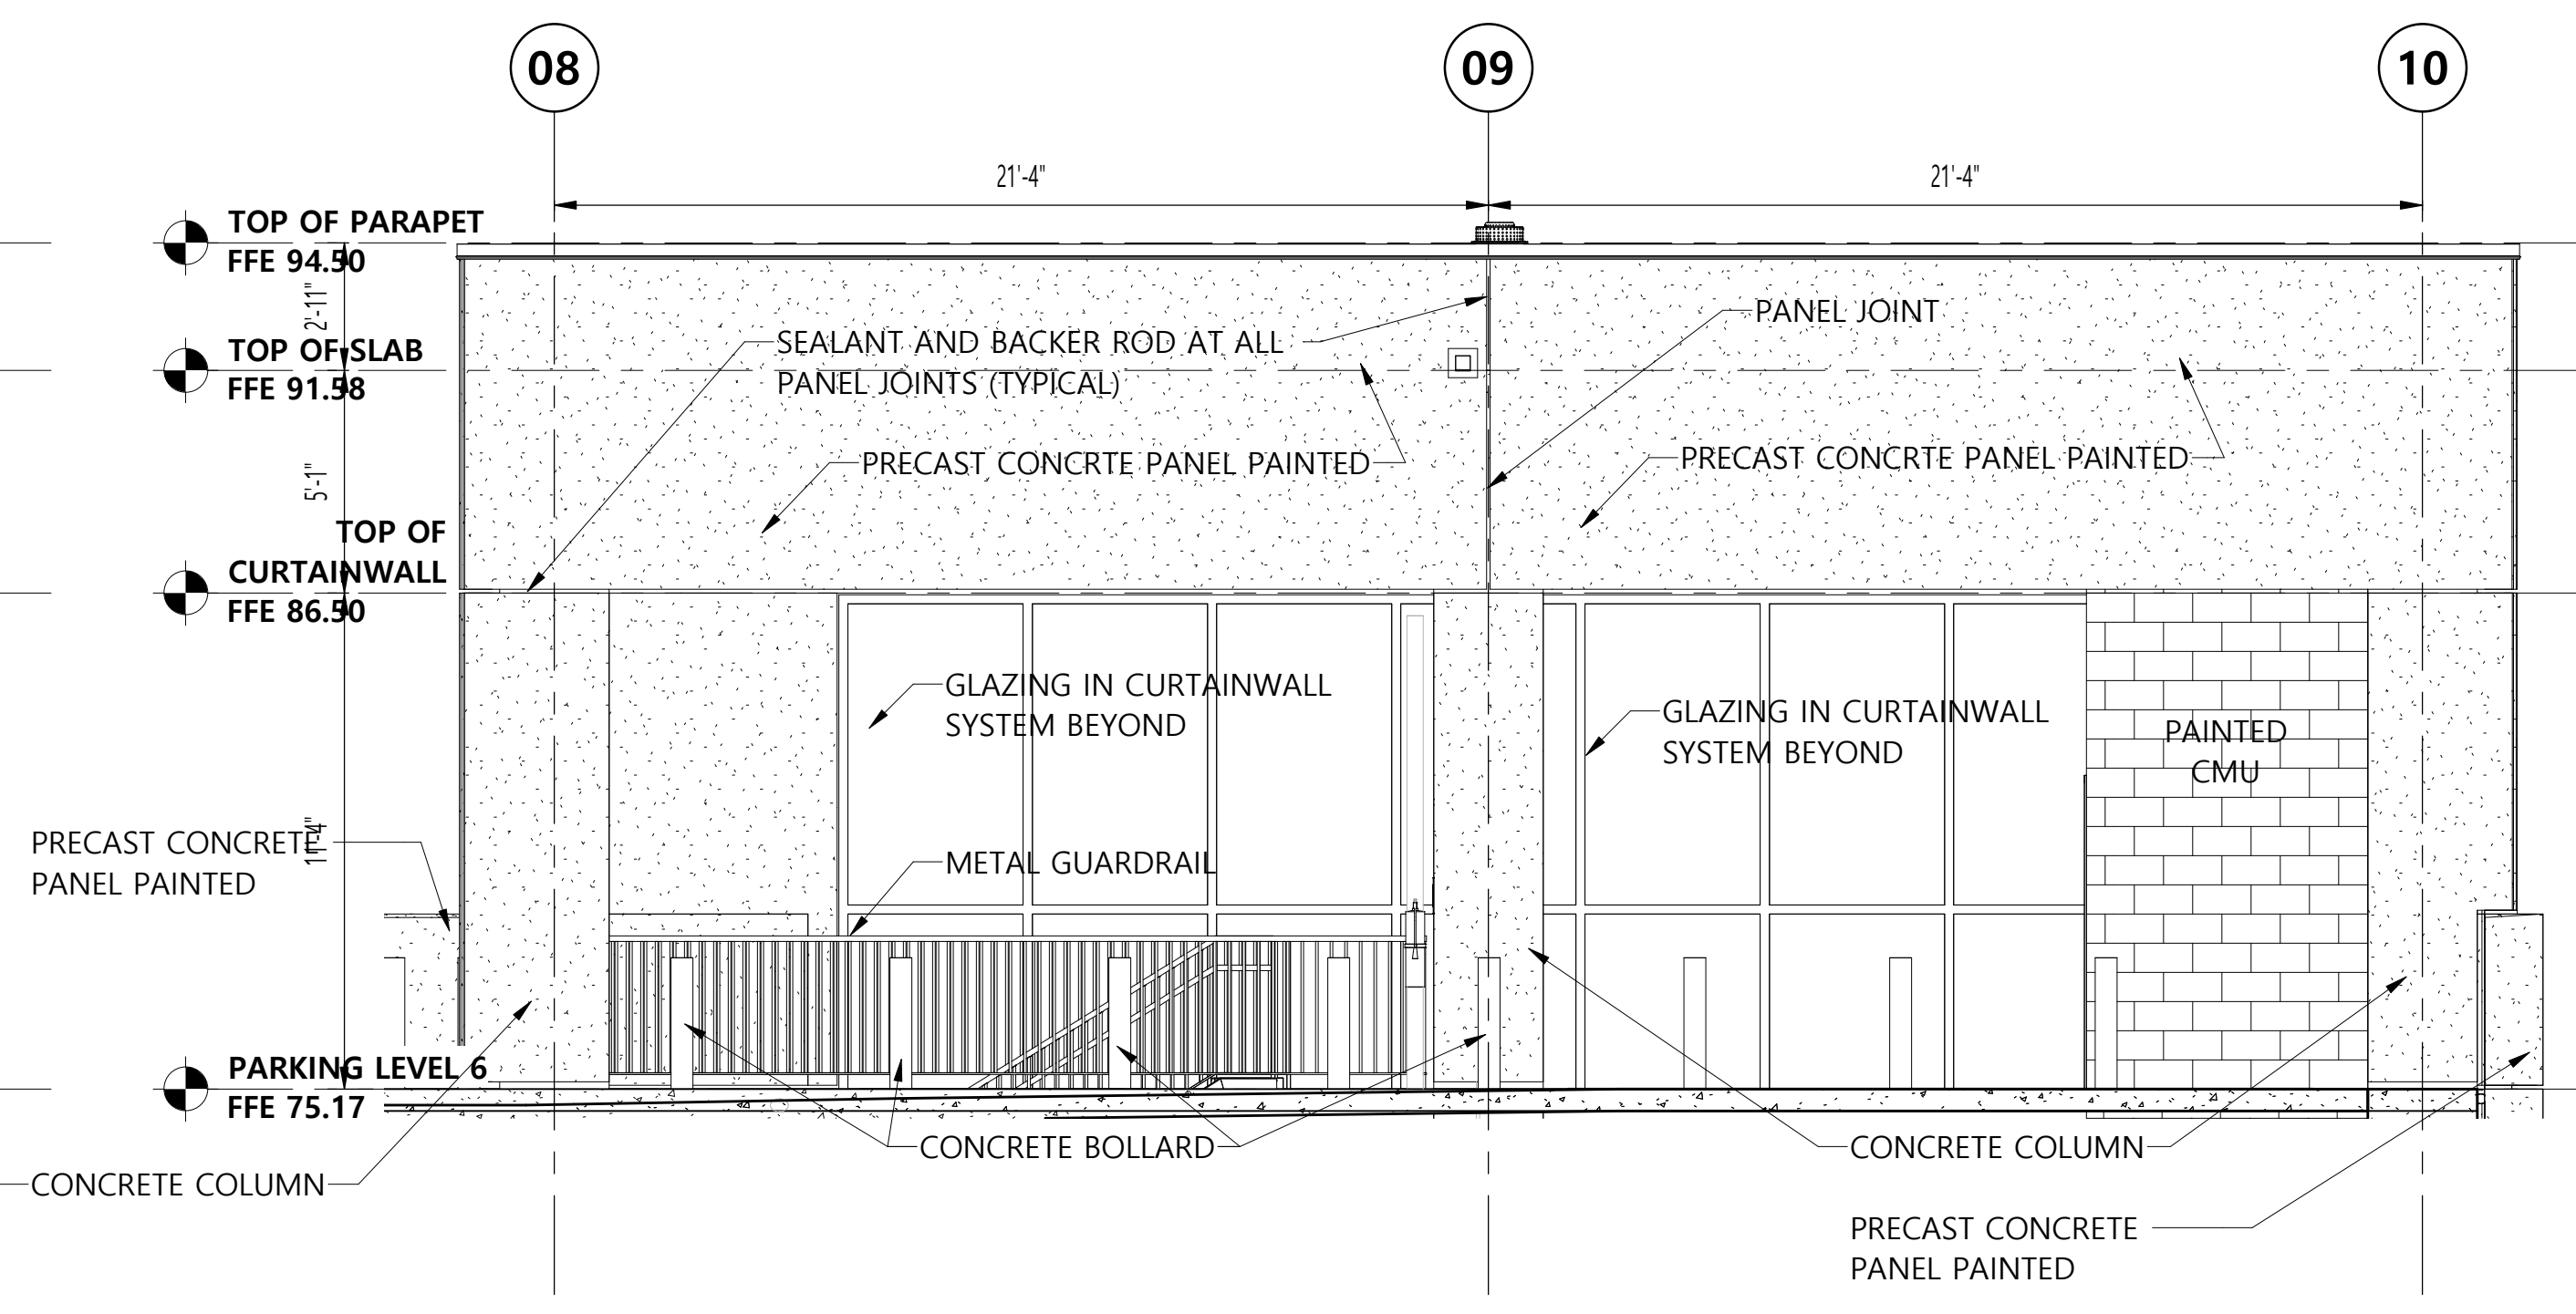 08
09
10
21'-4"
21'-4"
TOP OF PARAPET
FFE 94.50
2'-11"
PANEL JOINT
SEALANT AND BACKER ROD AT ALL
PANEL JOINTS (TYPICAL)
TOP OF SLAB
FFE 91.58
5'-1"
PRECAST CONCRTE PANEL PAINTED
PRECAST CONCRTE PANEL PAINTED
TOP OF
CURTAINWALL
FFE 86.50
GLAZING IN CURTAINWALL
SYSTEM BEYOND
GLAZING IN CURTAINWALL
SYSTEM BEYOND
PAINTED
CMU
11'-4"
PRECAST CONCRETE
PANEL PAINTED
METAL GUARDRAIL
PARKING LEVEL 6
FFE 75.17
CONCRETE BOLLARD
CONCRETE COLUMN
CONCRETE COLUMN
PRECAST CONCRETE
PANEL PAINTED